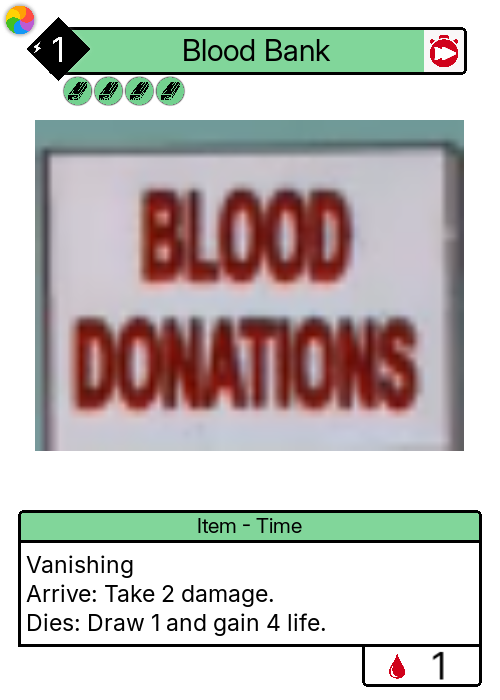 1
Blood Bank
BLOOD
DONATIONS
Item - Time
Vanishing
Arrive: Take 2 damage.
Dies: Draw 1 and gain 4 life.
1